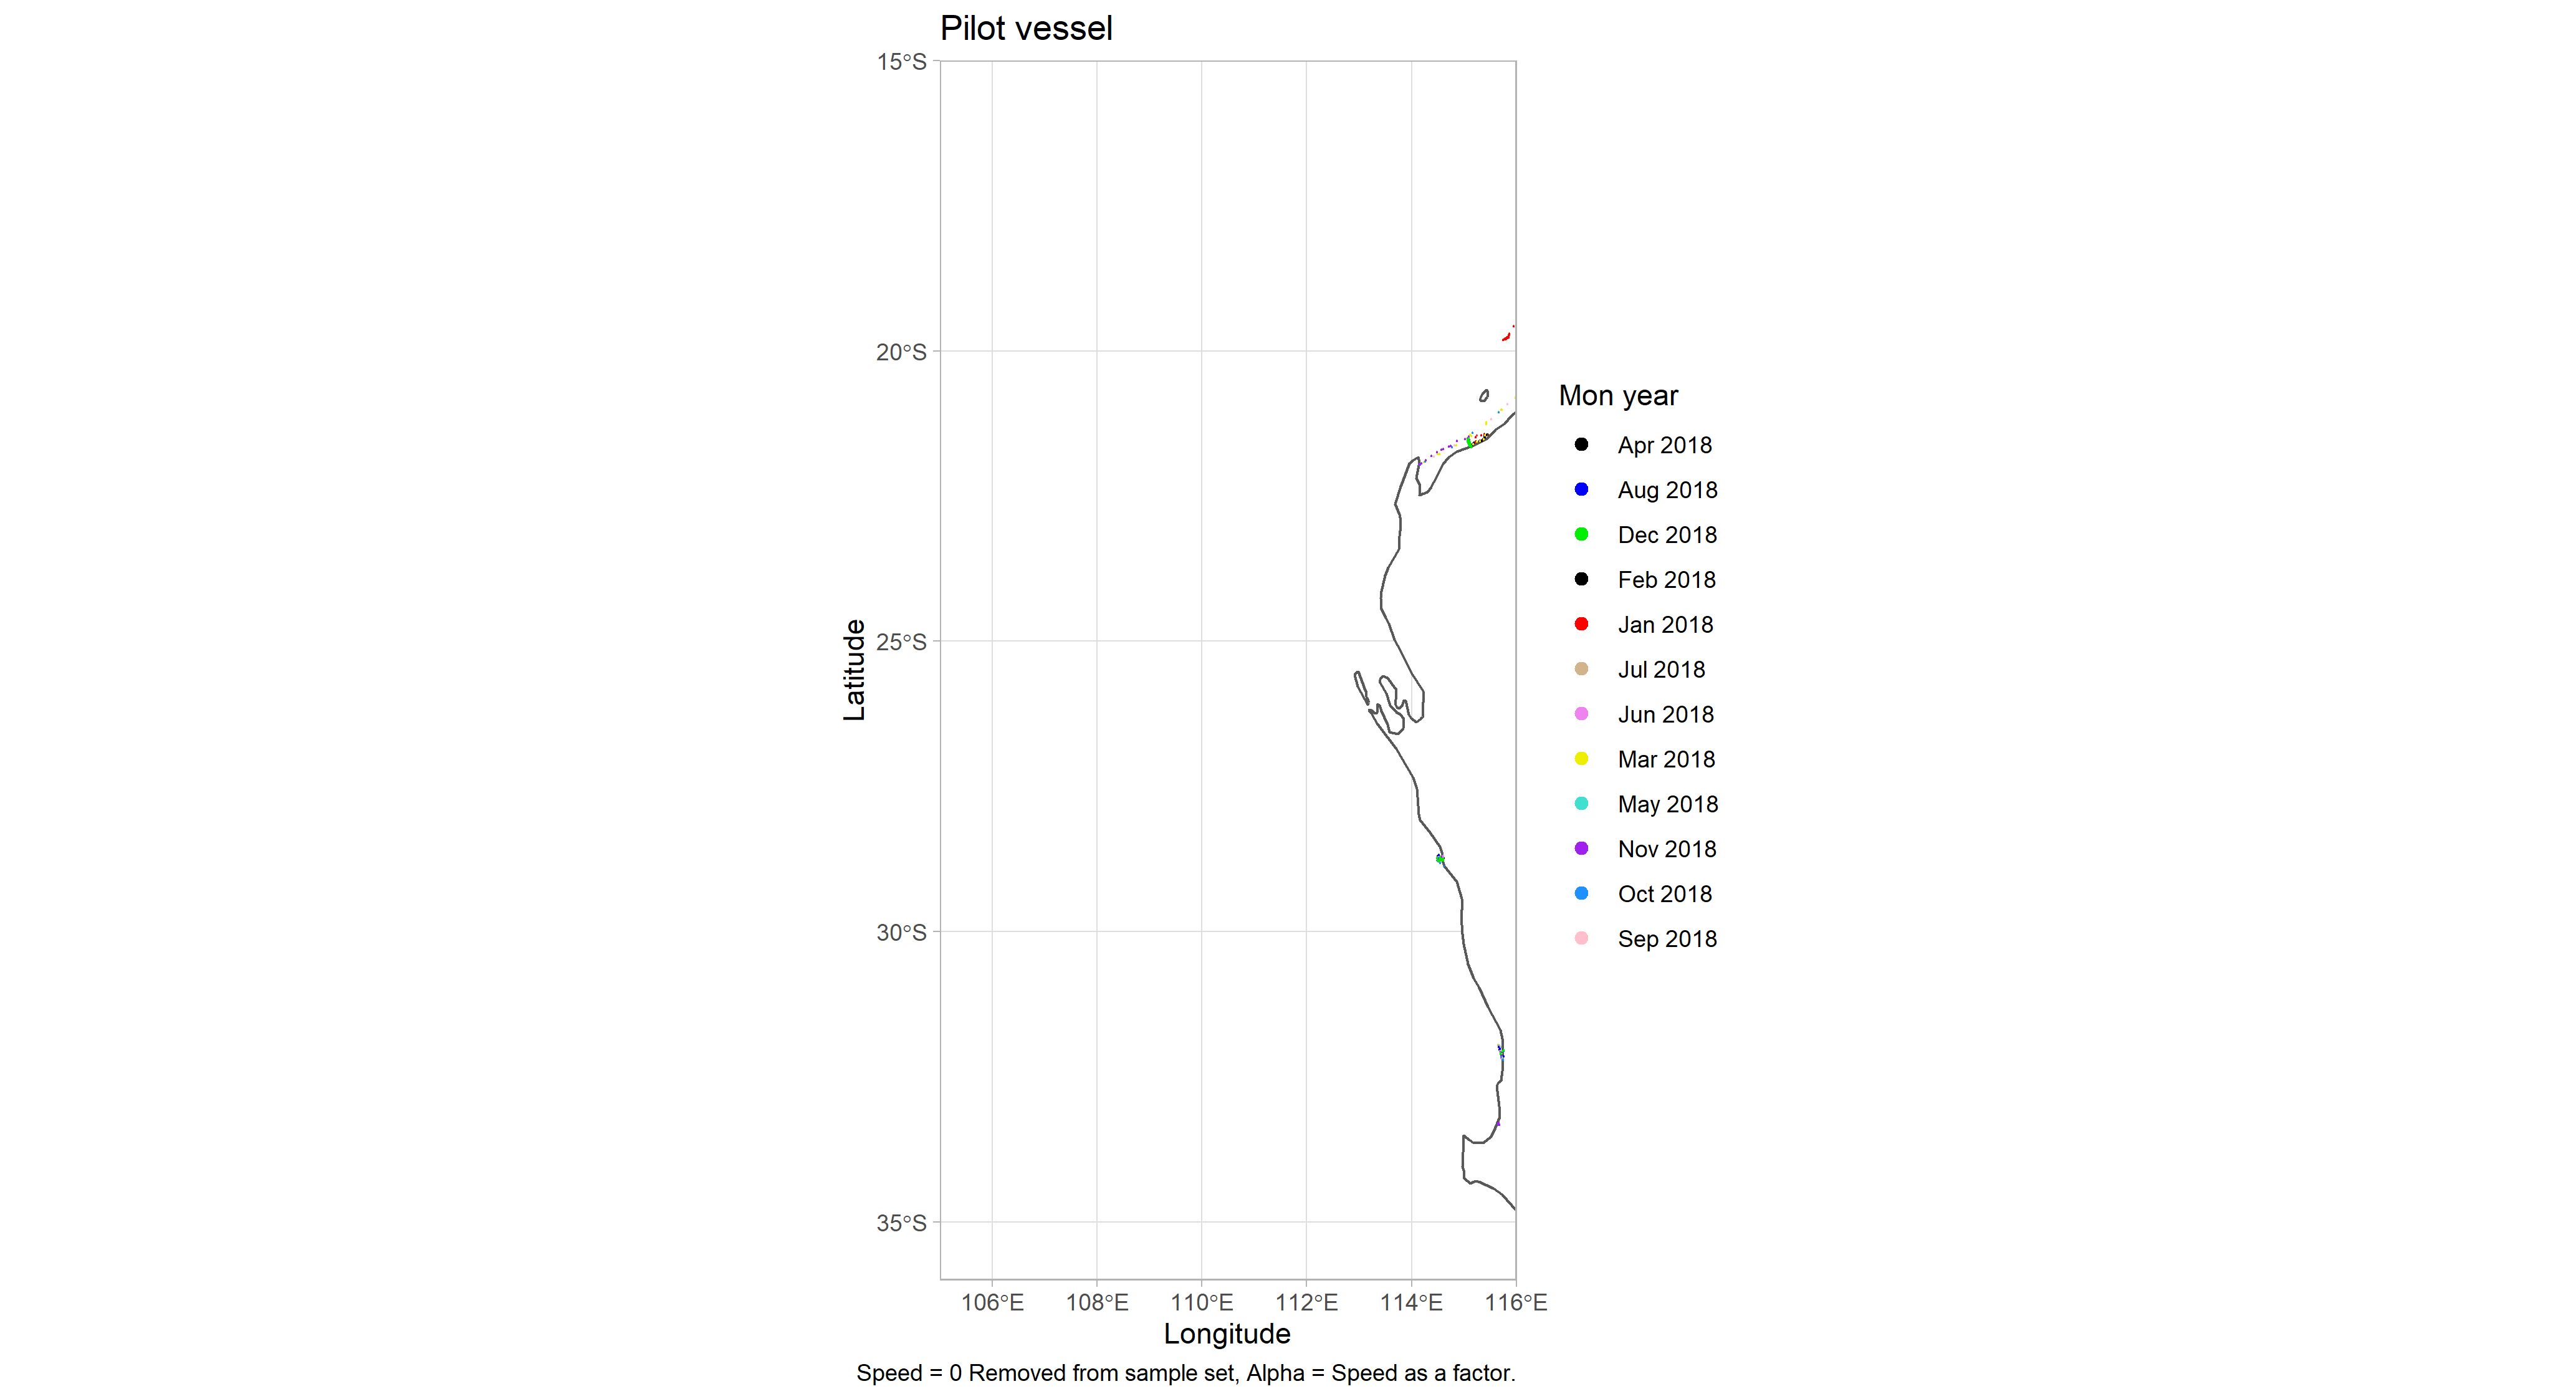 Pilot vessel
15°S
20°S
25°S
30°S
35°S
Latitude
106°E 108°E 110°E 112°E 114°E 116°E
Longitude
Speed = 0 Removed from sample set, Alpha = Speed as a factor.
Mon year
Apr 2018
Aug 2018
Dec 2018
Feb 2018
Jan 2018
Jul 2018
Jun 2018
Mar 2018
May 2018
Nov 2018
Oct 2018
Sep 2018